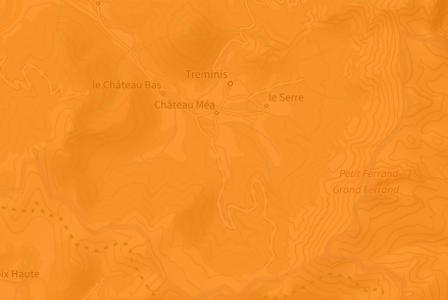 Treminis
le Château Bas
le Serre
Château Méa
Petit Ferrand
Grand Ferrand
ix Haute